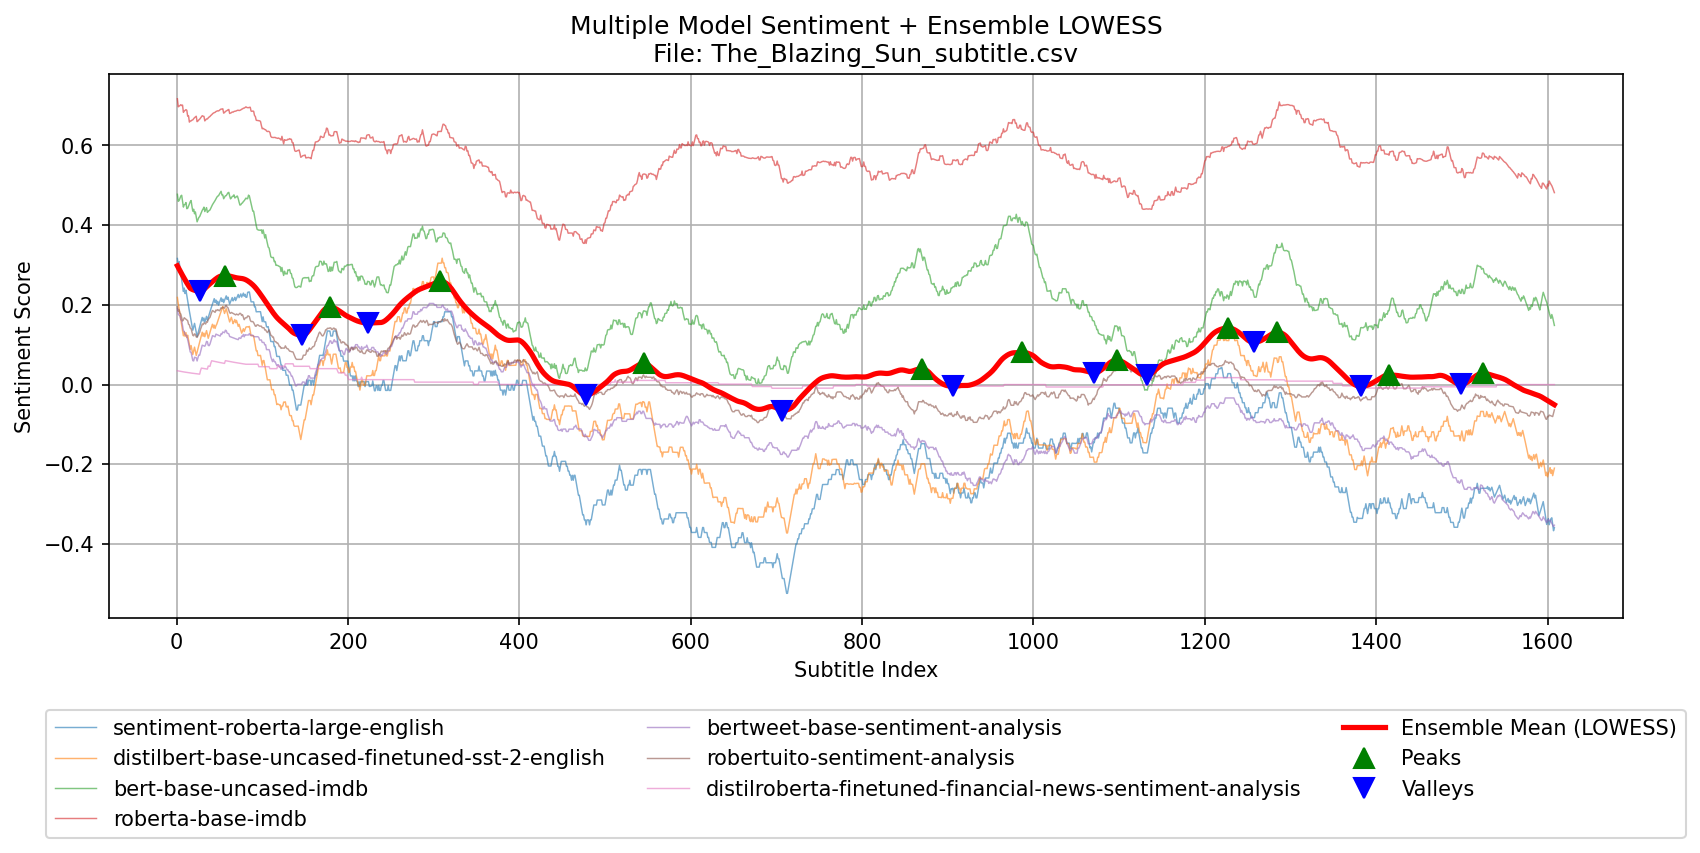 Multiple Model Sentiment + Ensemble LOWESS
File: The_Blazing_Sun_subtitle.csv
Sentiment Score
0.6
0.4
0.2
0.0
−0.2
−0.4
0 200 400 600 800 1000 1200 1400 1600
Subtitle Index
sentiment-roberta-large-english
distilbert-base-uncased-finetuned-sst-2-english
bert-base-uncased-imdb
roberta-base-imdb
bertweet-base-sentiment-analysis
robertuito-sentiment-analysis
distilroberta-finetuned-financial-news-sentiment-analysis
Ensemble Mean (LOWESS)
Peaks
Valleys